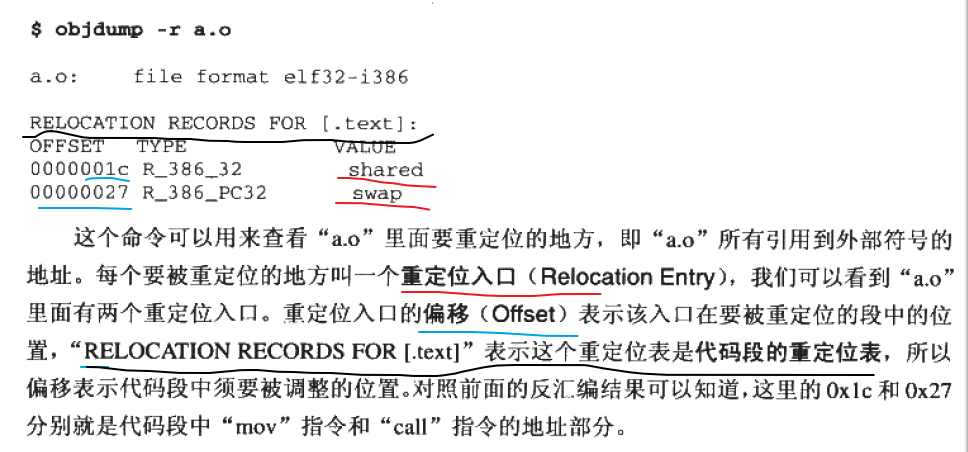 $ objdump -r a.o
a.o:     file format elf32-i386
RELOCATION RECORDS FOR [.text]:
OFFSET   TYPE              VALUE
0000001c R_386_32          shared
00000027 R_386_PC32        swap
这个命令可以用来查看“a.o”里面要重定位的地方，即“a.o”所有引用到外部符号的
地址。每个要被重定位的地方叫一个重定位入口（Relocation Entry），我们可以看到“a.o”
里面有两个重定位入口。重定位入口的偏移（Offset）表示该入口在要被重定位的段中的位
置，“RELOCATION RECORDS FOR [.text]”表示这个重定位表是代码段的重定位表，所以
偏移表示代码段中须要被调整的位置。对照前面的反汇编结果可以知道，这里的 0x1c 和 0x27
分别就是代码段中“mov”指令和“call”指令的地址部分。